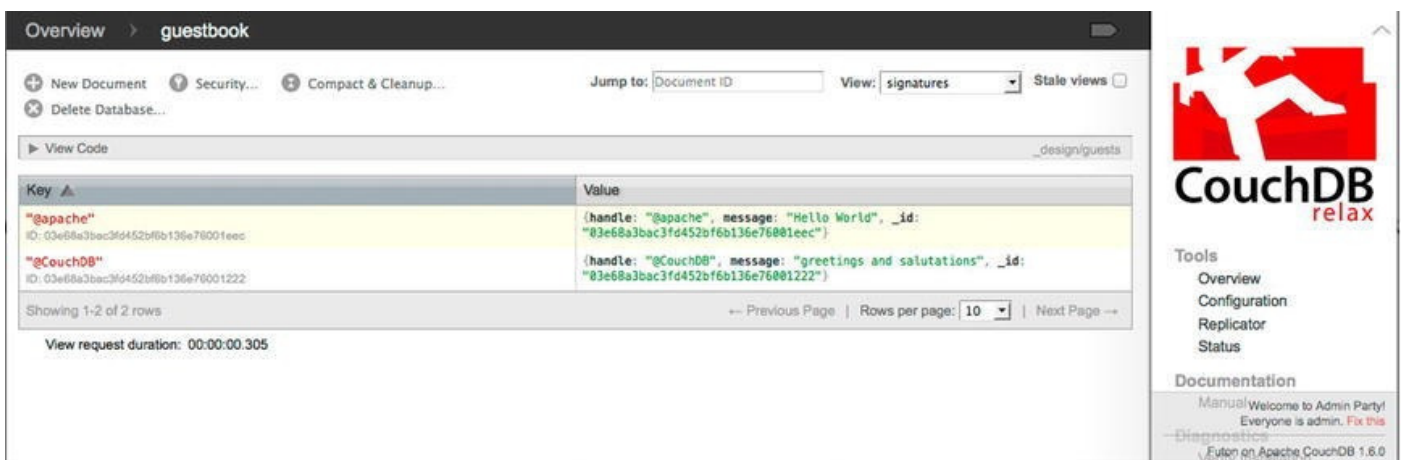 Overview > guestbook
New Document Security... Compact & Cleanup... Jump to: Document ID View: signatures Stale views
Delete Database...
View Code _design/guests
Key Value
"@apache" {handle: "@apache", message: "Hello World", _id:
ID: 03e68a3bac3fd452bf6b136e76001eec "03e68a3bac3fd452bf6b136e76001eec"}
"@CouchDB" {handle: "@CouchDB", message: "greetings and salutations", _id:
ID: 03e68a3bac3fd452bf6b136e76001222 "03e68a3bac3fd452bf6b136e76001222"}
Showing 1-2 of 2 rows ← Previous Page | Rows per page: 10 | Next Page →
View request duration: 00:00:00.305
CouchDB
relax
Tools
Overview
Configuration
Replicator
Status
Documentation
Manual
Welcome to Admin Party!
Everyone is admin. Fix this
Diagnostics
Futon on Apache CouchDB 1.6.0